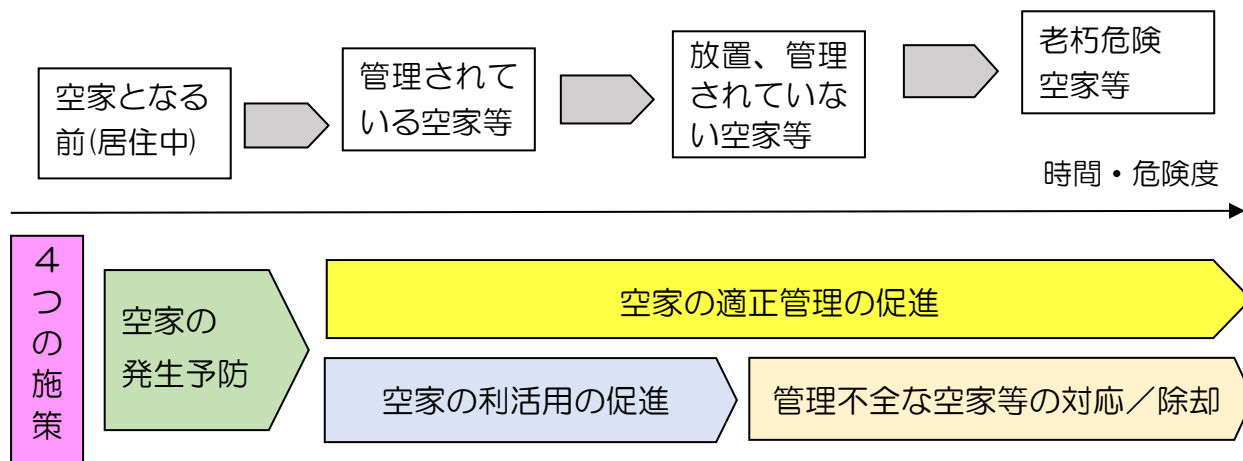 空家となる
前(居住中)
管理されて
いる空家等
放置、管理
されていな
い空家等
老朽危険
空家等
時間・危険度
4つの施策
空家の
発生予防
空家の適正管理の促進
空家の利活用の促進
管理不全な空家等の対応／除却